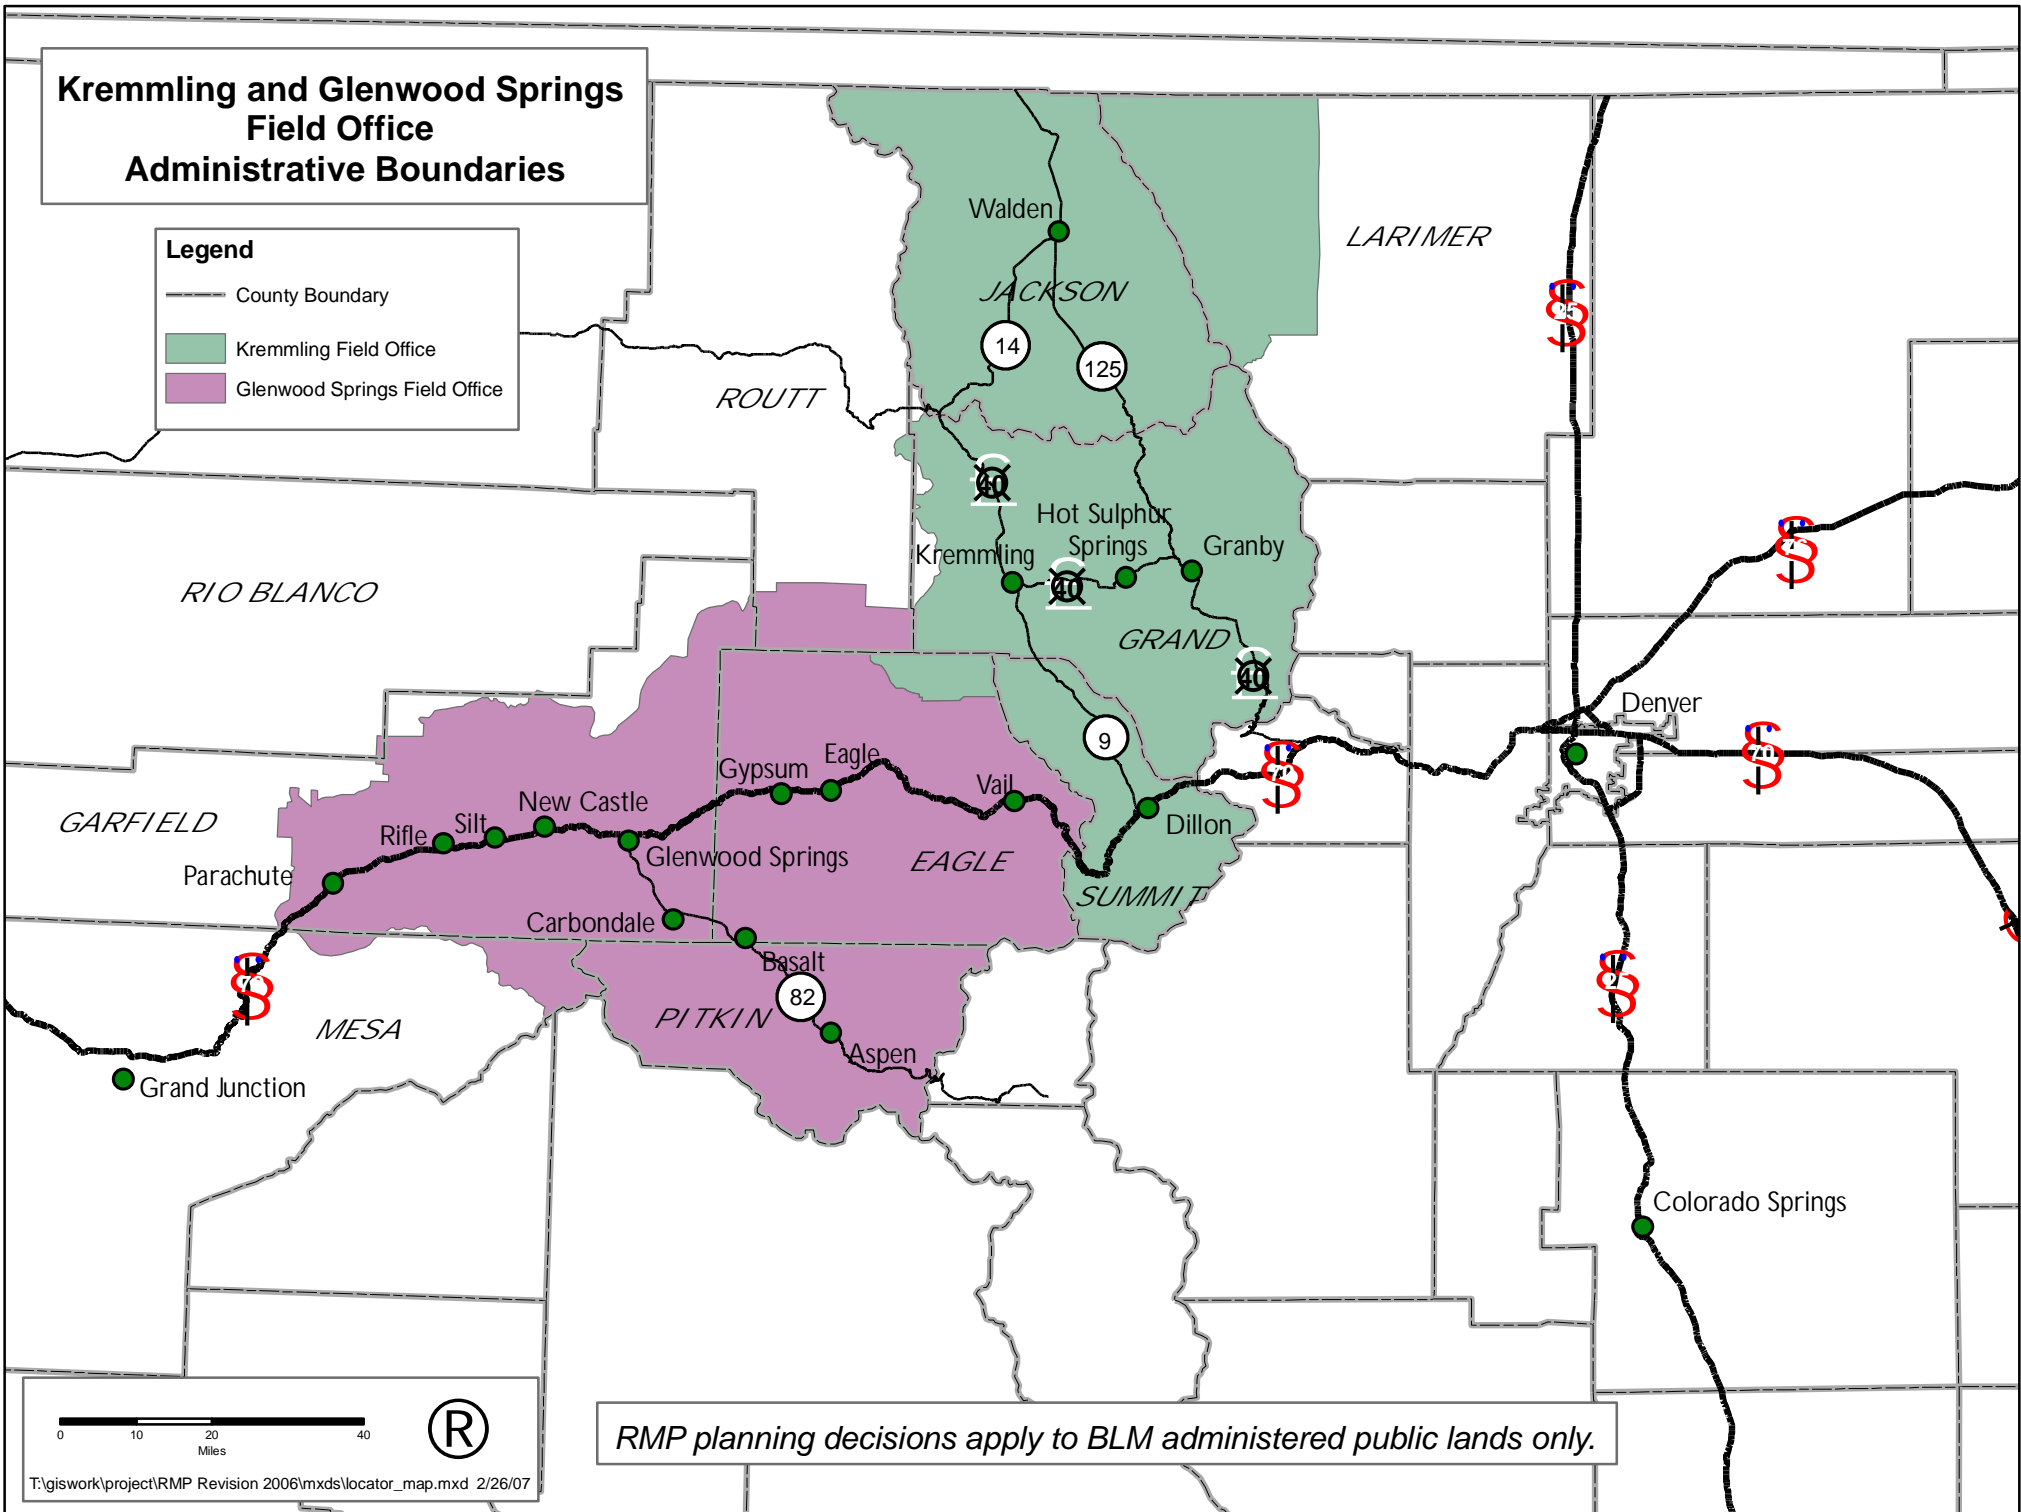 Kremmling and Glenwood Springs
Field Office
Administrative Boundaries
Legend
County Boundary
Kremmling Field Office
Glenwood Springs Field Office
Walden
LARIMER
JACKSON
14
125
ROUTT
40
Hot Sulphur
Springs
Kremmling
Granby
40
RIO BLANCO
GRAND
40
Denver
9
70
Eagle
Gypsum
Vail
New Castle
Silt
Rifle
Dillon
GARFIELD
Glenwood Springs
EAGLE
Parachute
SUMMIT
Carbondale
Basalt
82
PITKIN
MESA
Aspen
Grand Junction
Colorado Springs
0 10 20 40
Miles
®
T:\giswork\project\RMP Revision 2006\mxds\locator_map.mxd 2/26/07
RMP planning decisions apply to BLM administered public lands only.